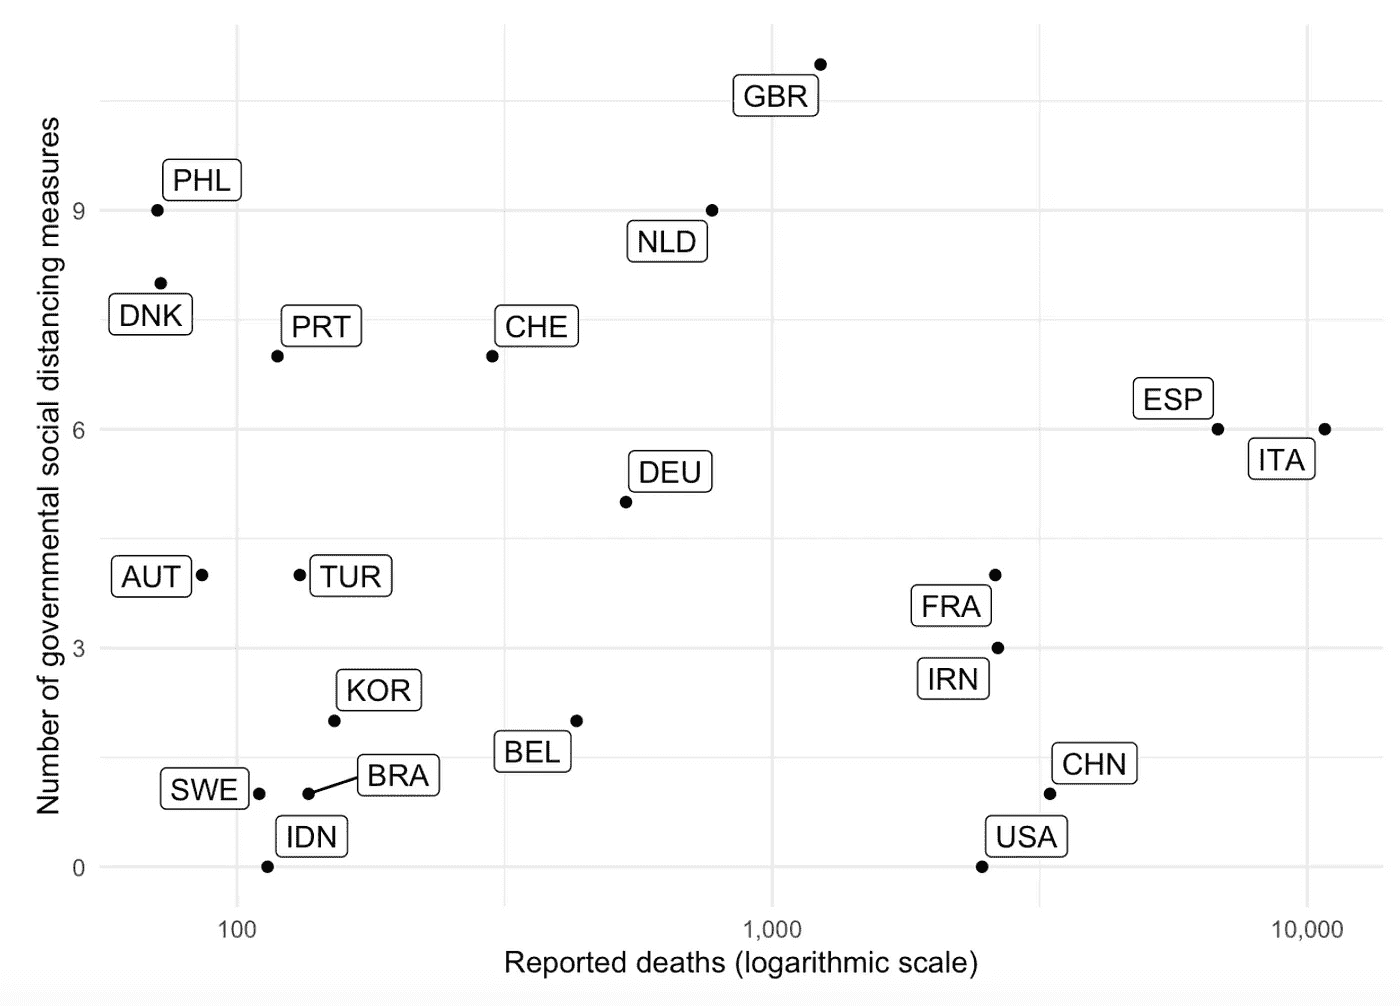 GBR
PHL
9
NLD
DNK
PRT
CHE
ESP
6
ITA
DEU
AUT
TUR
FRA
3
IRN
KOR
BEL
CHN
BRA
SWE
IDN
USA
0
100
1,000
10,000
Reported deaths (logarithmic scale)
Number of governmental social distancing measures